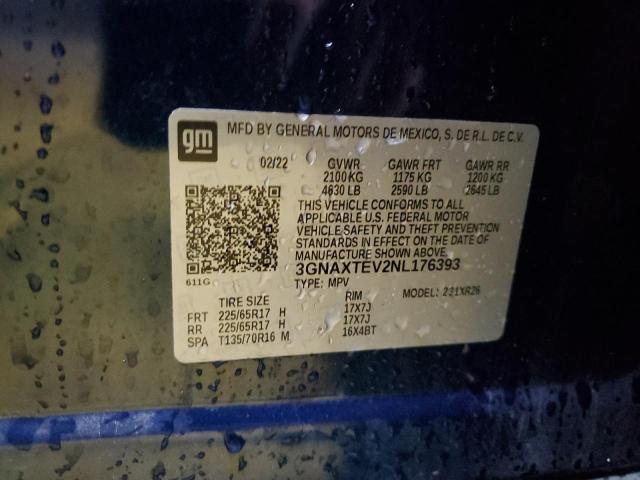 gm MFD BY GENERAL MOTORS DE MEXICO, S. DE R.L. DE C.V.
02/22 GVWR GAWR FRT GAWR RR
2100 KG 1175 KG 1200 KG
4630 LB 2590 LB 2645 LB
THIS VEHICLE CONFORMS TO ALL
APPLICABLE U.S. FEDERAL MOTOR
VEHICLE SAFETY AND THEFT PREVENTION
STANDARDS IN EFFECT ON THE DATE OF
MANUFACTURE SHOWN ABOVE.
3GNAXTEV2NL176393
611G TYPE: MPV MODEL: 221XR26
TIRE SIZE RIM
FRT 225/65R17 H 17X7J
RR 225/65R17 H 17X7J
SPA T135/70R16 M 16X4BT